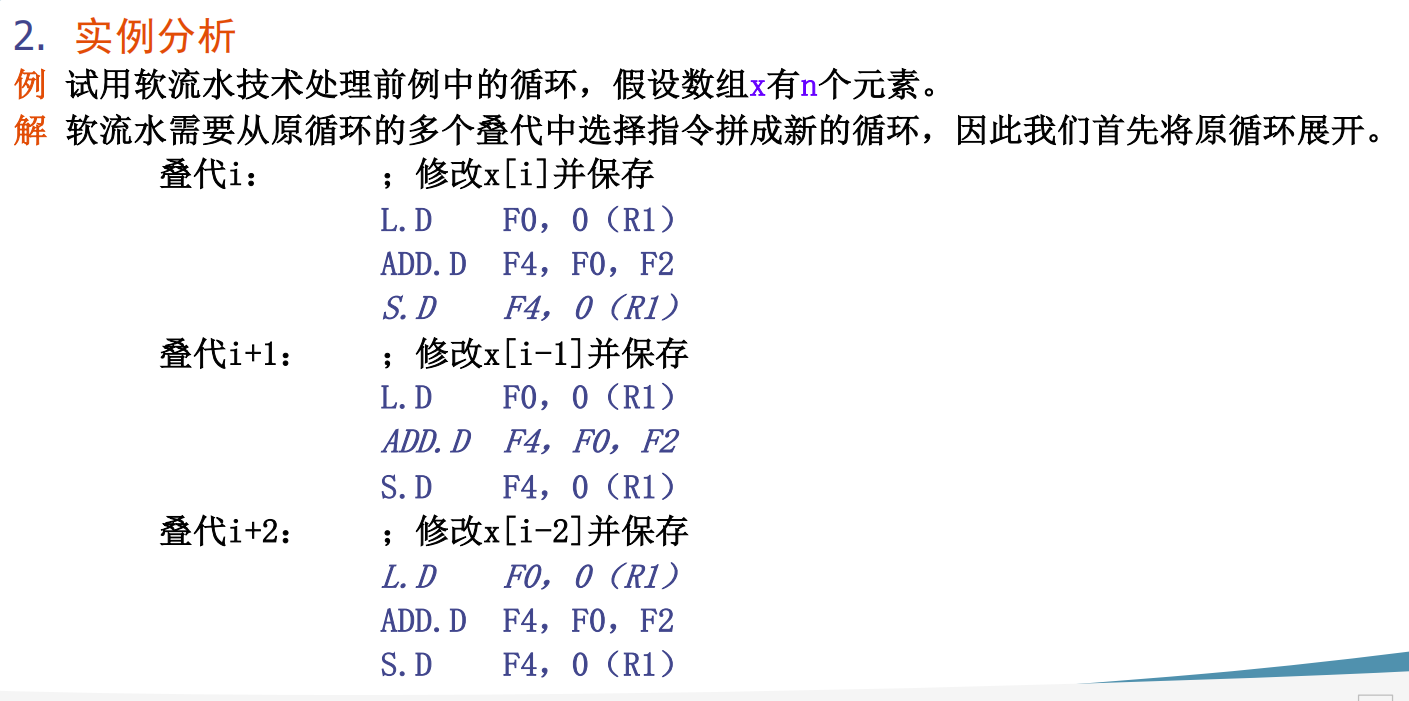 2. 实例分析
例 试用软流水技术处理前例中的循环，假设数组x有n个元素。
解 软流水需要从原循环的多个叠代中选择指令拼成新的循环，因此我们首先将原循环展开。
叠代i： ；修改x[i]并保存
L.D F0，0（R1）
ADD.D F4，F0，F2
S.D F4，0（R1）
叠代i+1： ；修改x[i-1]并保存
L.D F0，0（R1）
ADD.D F4，F0，F2
S.D F4，0（R1）
叠代i+2： ；修改x[i-2]并保存
L.D F0，0（R1）
ADD.D F4，F0，F2
S.D F4，0（R1）